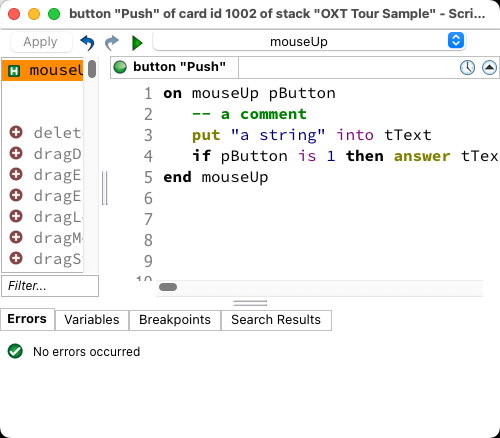 button "Push" of card id 1002 of stack "OXT Tour Sample" - Scri...
Apply
mouseUp
H mouseU
delet
dragD
dragE
dragE
dragL
dragM
dragS
Filter...
button "Push"
1 on mouseUp pButton
2 -- a comment
3 put "a string" into tText
4 if pButton is 1 then answer tTex
5 end mouseUp
6
7
8
9
10
Errors Variables Breakpoints Search Results
No errors occurred